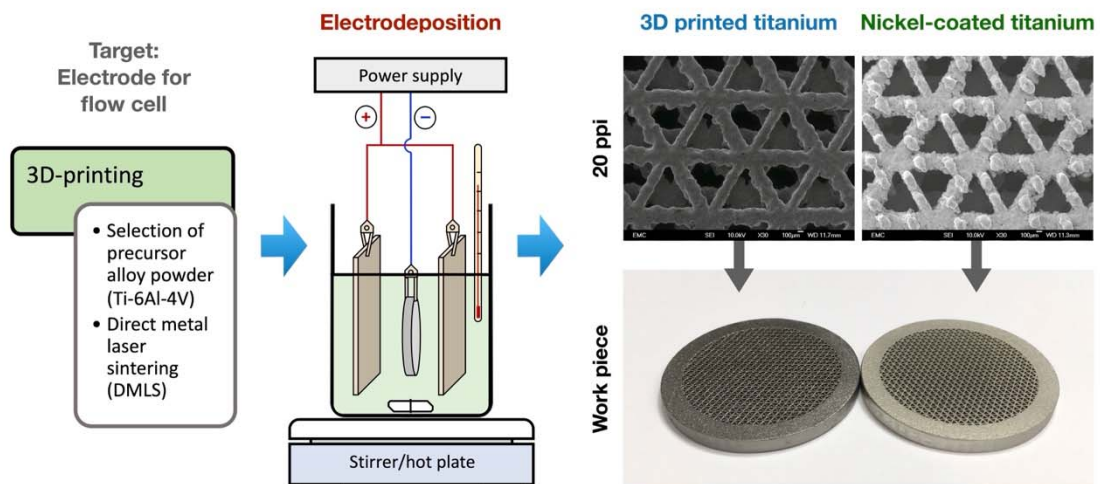 Target:
Electrode for
flow cell
3D-printing
• Selection of
precursor
alloy powder
(Ti-6Al-4V)
• Direct metal
laser
sintering
(DMLS)
Electrodeposition
Power supply
+
−
Stirrer/hot plate
3D printed titanium
Nickel-coated titanium
20 ppi
EMC SEI 10.0kV X30 100µm WD 11.7mm
EMC SEI 10.0kV X30 100µm WD 11.3mm
Work piece